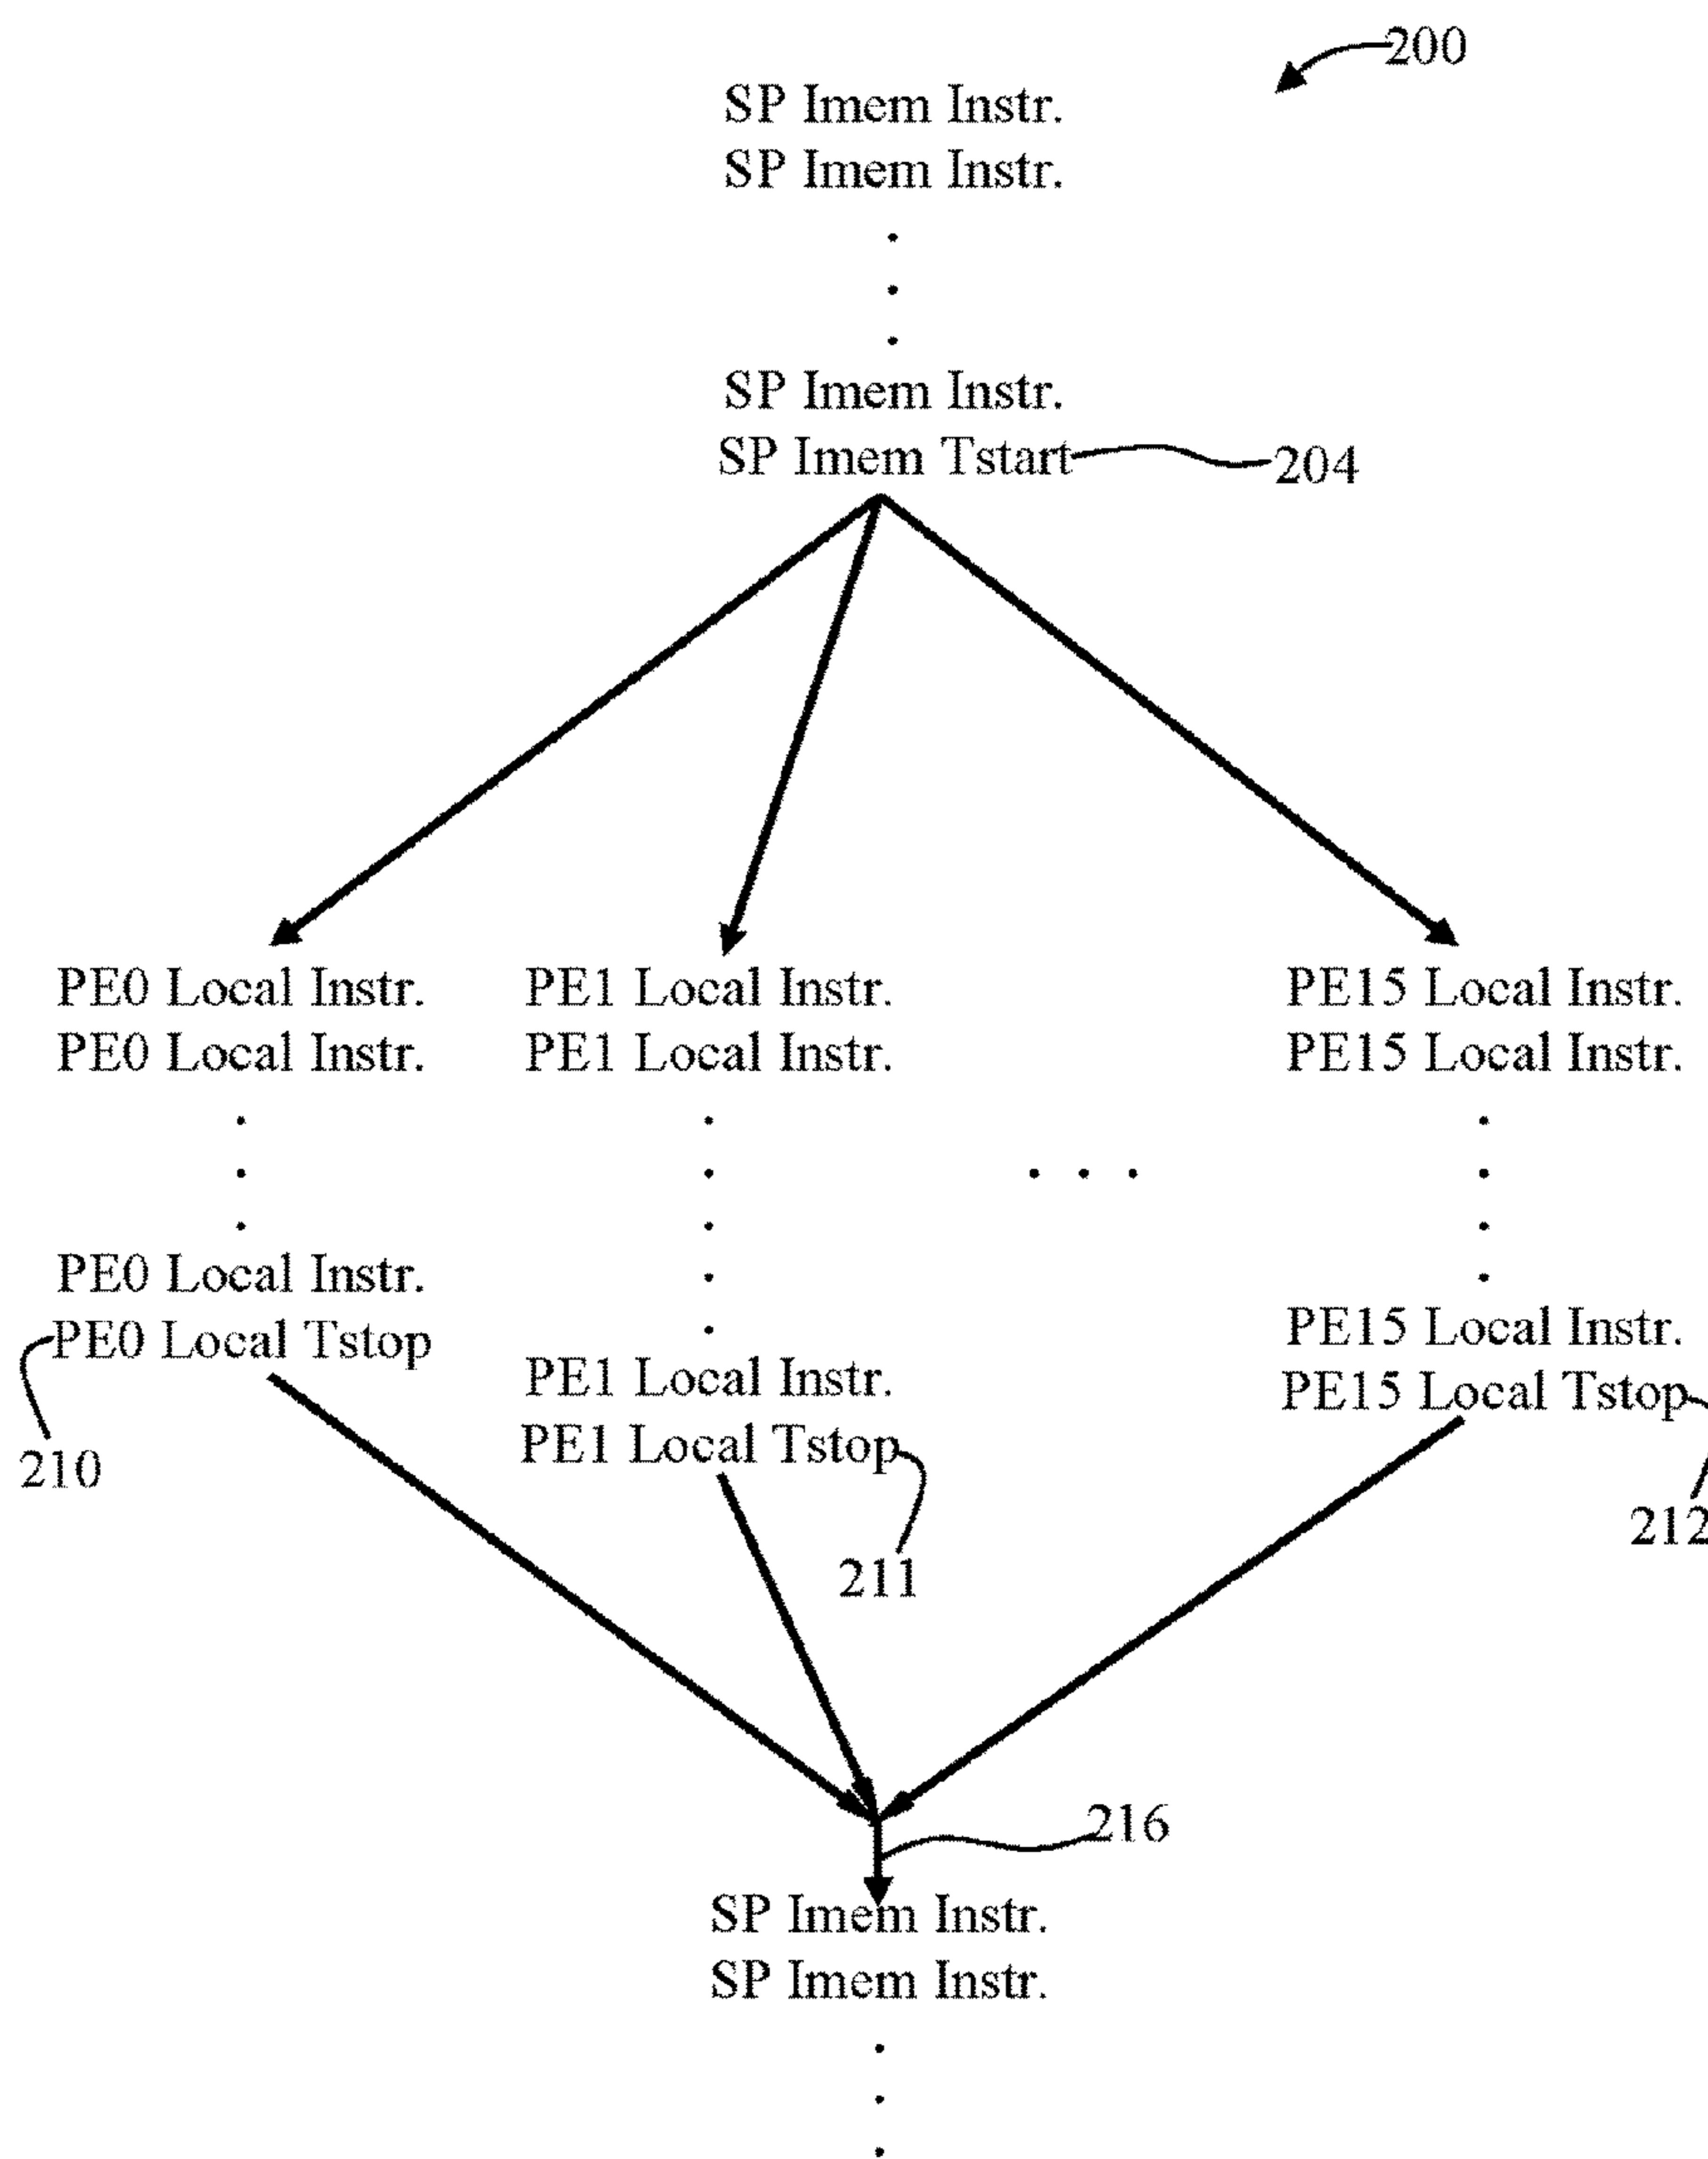 200
SP Imem Instr.
SP Imem Instr.
.
.
.
SP Imem Instr.
SP Imem Tstart 204
PE0 Local Instr. PE1 Local Instr. PE15 Local Instr.
PE0 Local Instr. PE1 Local Instr. PE15 Local Instr.
. . .
PE0 Local Instr.
PE0 Local Tstop
210
PE1 Local Instr.
PE1 Local Tstop
211
PE15 Local Instr.
PE15 Local Tstop
212
216
SP Imem Instr.
SP Imem Instr.
.
.
.